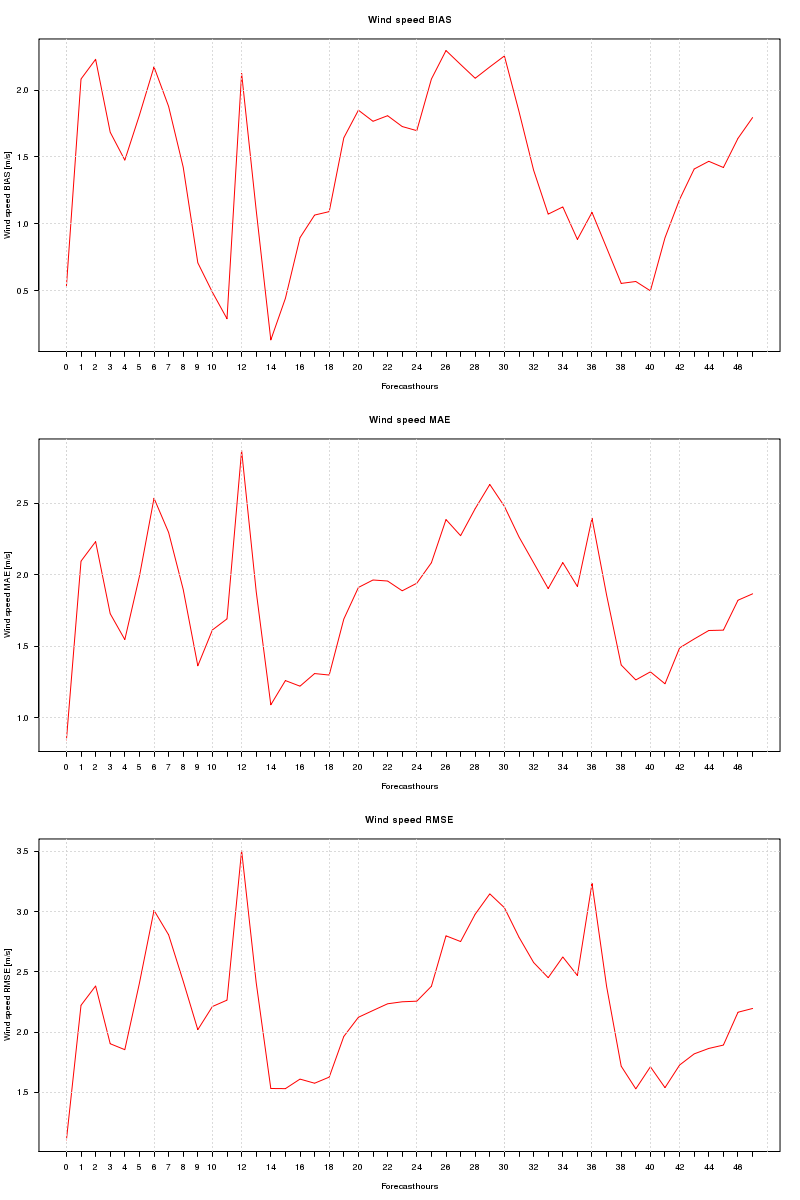 Wind speed BIAS
Wind speed BIAS [m/s]
2.0
1.5
1.0
0.5
0 1 2 3 4 5 6 7 8 9 10 12 14 16 18 20 22 24 26 28 30 32 34 36 38 40 42 44 46
Forecasthours
Wind speed MAE
Wind speed MAE [m/s]
2.5
2.0
1.5
1.0
0 1 2 3 4 5 6 7 8 9 10 12 14 16 18 20 22 24 26 28 30 32 34 36 38 40 42 44 46
Forecasthours
Wind speed RMSE
Wind speed RMSE [m/s]
3.5
3.0
2.5
2.0
1.5
0 1 2 3 4 5 6 7 8 9 10 12 14 16 18 20 22 24 26 28 30 32 34 36 38 40 42 44 46
Forecasthours